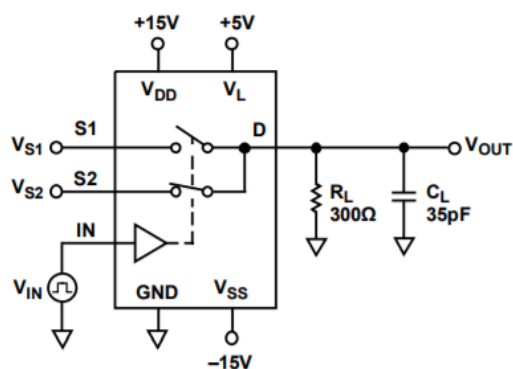 +15V +5V
VDD VL
S1 D
VS1 VOUT
S2
VS2 RL CL
300Ω 35pF
IN
VIN
GND VSS
–15V